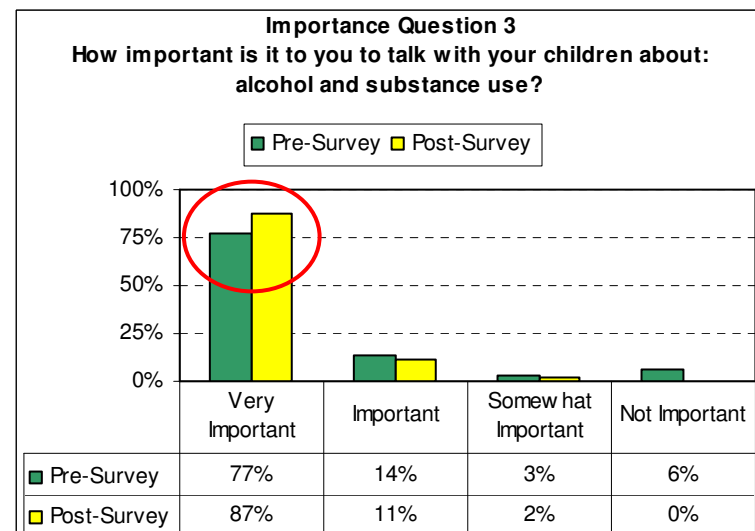 Importance Question 3
How important is it to you to talk with your children about:
alcohol and substance use?
Pre-Survey Post-Survey
100%
75%
50%
25%
0%
Very Important
Important
Somewhat Important
Not Important
Pre-Survey 77% 14% 3% 6%
Post-Survey 87% 11% 2% 0%